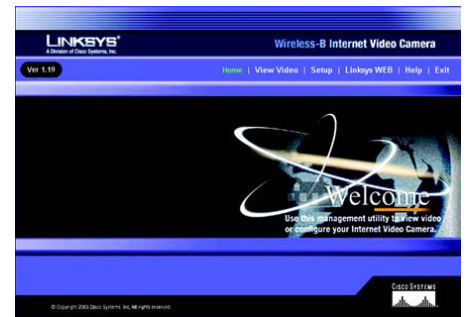 LINKSYS®
A Division of Cisco Systems, Inc.
Wireless-B Internet Video Camera
Ver 1.19
Home | View Video | Setup | Linksys WEB | Help | Exit
Welcome
Use this management utility to view video
or configure your Internet Video Camera.
CISCO SYSTEMS
© Copyright 2003 Cisco Systems, Inc. All rights reserved.